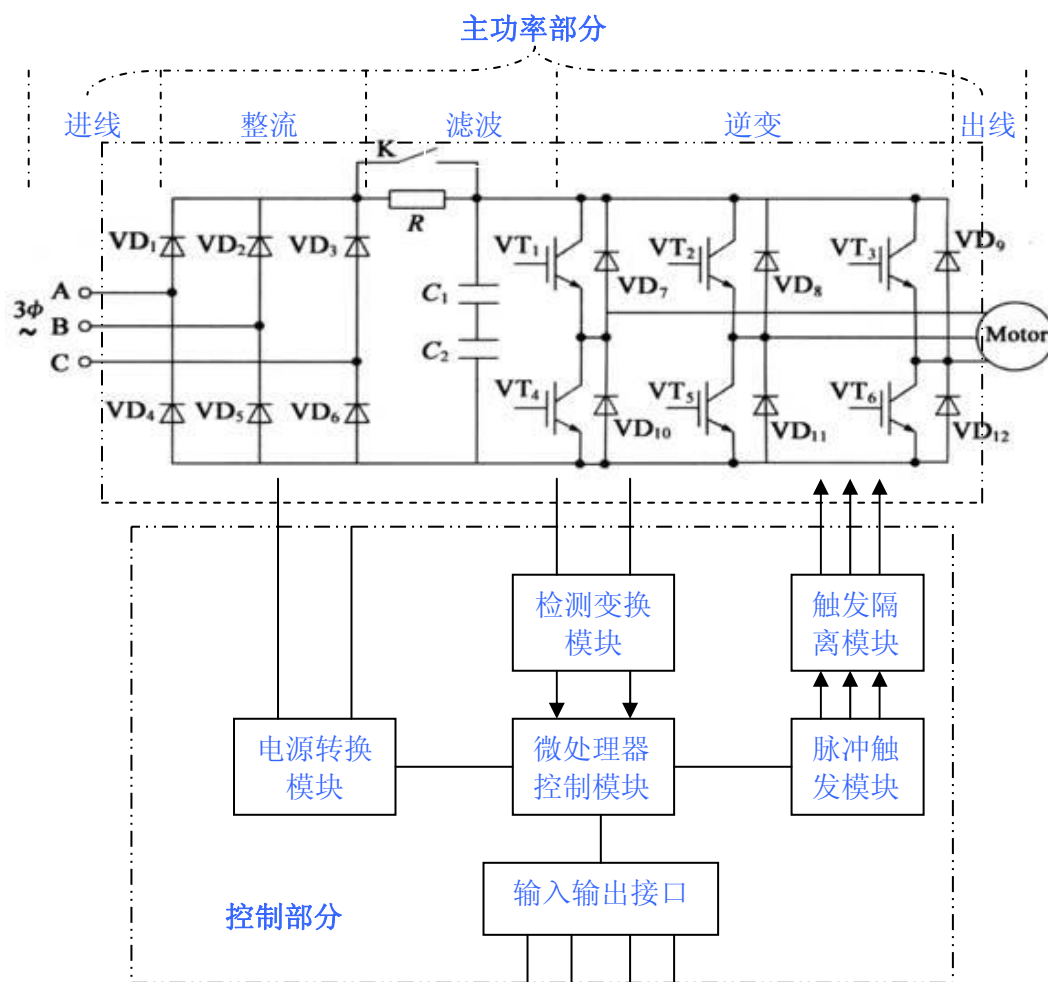 主功率部分
进线 整流 滤波 逆变 出线
K
R
VD₁ VD₂ VD₃ VT₁ VT₂ VT₃ VD₉
VD₇ VD₈
A
3ϕ
~
B
C
C₁
C₂
Motor
VD₄ VD₅ VD₆ VT₄ VT₅ VT₆
VD₁₀ VD₁₁ VD₁₂
检测变换
模块
触发隔
离模块
电源转换
模块
微处理器
控制模块
脉冲触
发模块
输入输出接口
控制部分